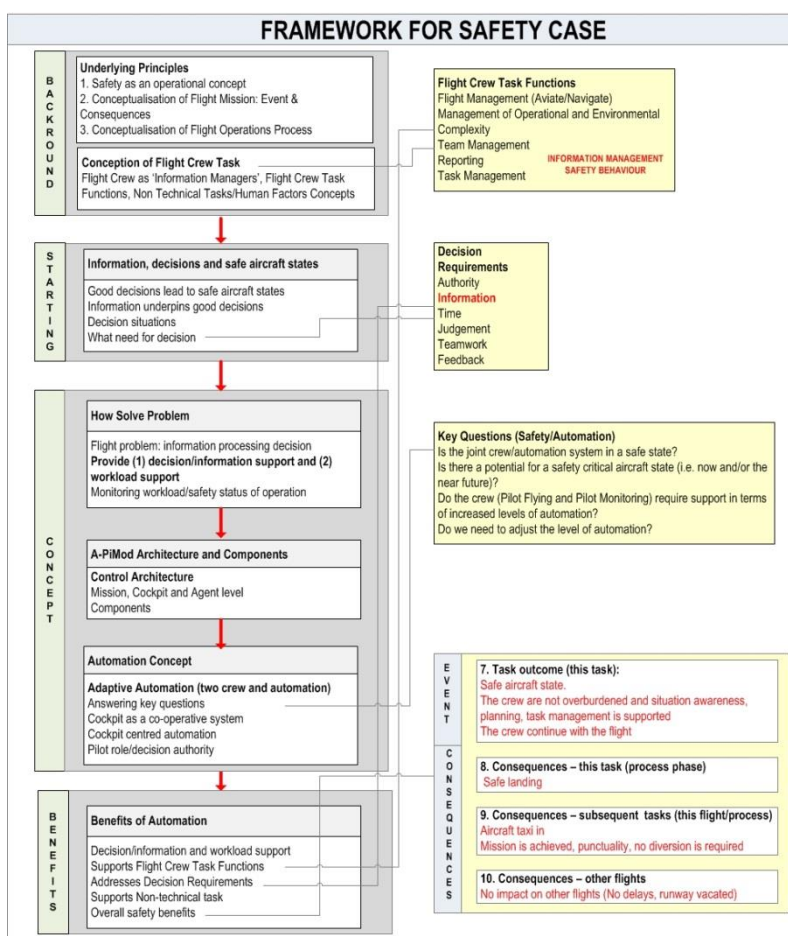 FRAMEWORK FOR SAFETY CASE
BACKROUND
Underlying Principles
1. Safety as an operational concept
2. Conceptualisation of Flight Mission: Event &
Consequences
3. Conceptualisation of Flight Operations Process
Conception of Flight Crew Task
Flight Crew as 'Information Managers', Flight Crew Task
Functions, Non Technical Tasks/Human Factors Concepts
Flight Crew Task Functions
Flight Management (Aviate/Navigate)
Management of Operational and Environmental
Complexity
Team Management
Reporting
Task Management
INFORMATION MANAGEMENT
SAFETY BEHAVIOUR
STARTING
Information, decisions and safe aircraft states
Good decisions lead to safe aircraft states
Information underpins good decisions
Decision situations
What need for decision
Decision
Requirements
Authority
Information
Time
Judgement
Teamwork
Feedback
CONCEPT
How Solve Problem
Flight problem: information processing decision
Provide (1) decision/information support and (2)
workload support
Monitoring workload/safety status of operation
Key Questions (Safety/Automation)
Is the joint crew/automation system in a safe state?
Is there a potential for a safety critical aircraft state (i.e. now and/or the
near future)?
Do the crew (Pilot Flying and Pilot Monitoring) require support in terms
of increased levels of automation?
Do we need to adjust the level of automation?
A-PiMod Architecture and Components
Control Architecture
Mission, Cockpit and Agent level
Components
Automation Concept
Adaptive Automation (two crew and automation)
Answering key questions
Cockpit as a co-operative system
Cockpit centred automation
Pilot role/decision authority
BENEFITS
Benefits of Automation
Decision/information and workload support
Supports Flight Crew Task Functions
Addresses Decision Requirements
Supports Non-technical task
Overall safety benefits
EVENT
7. Task outcome (this task):
Safe aircraft state.
The crew are not overburdened and situation awareness,
planning, task management is supported
The crew continue with the flight
CONSEQUENCES
8. Consequences – this task (process phase)
Safe landing
9. Consequences – subsequent tasks (this flight/process)
Aircraft taxi in
Mission is achieved, punctuality, no diversion is required
10. Consequences – other flights
No impact on other flights (No delays, runway vacated)